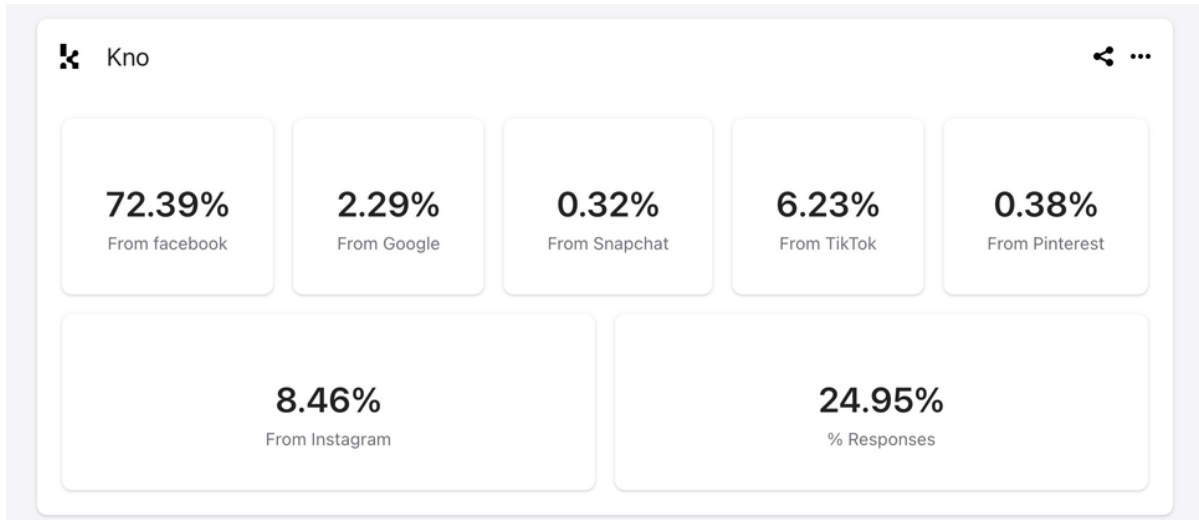 Kno
72.39%
From facebook
2.29%
From Google
0.32%
From Snapchat
6.23%
From TikTok
0.38%
From Pinterest
8.46%
From Instagram
24.95%
% Responses